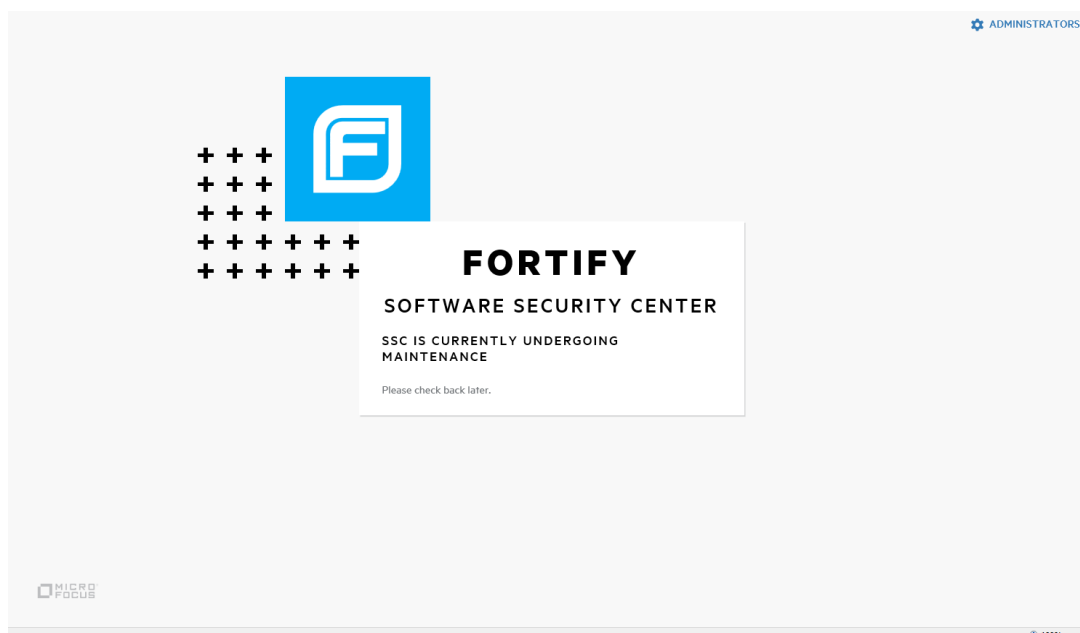 ADMINISTRATORS
FORTIFY
SOFTWARE SECURITY CENTER
SSC IS CURRENTLY UNDERGOING
MAINTENANCE
Please check back later.
MICRO
FOCUS